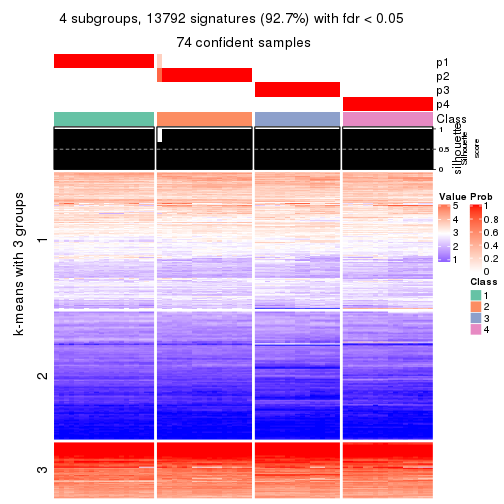 4 subgroups, 13792 signatures (92.7%) with fdr < 0.05
74 confident samples
p1
p2
p3
p4
Class
1
0.5
0
silhouette
Silhouette
score
k-means with 3 groups
1
2
3
Value
5
4
3
2
1
Prob
1
0.8
0.6
0.4
0.2
0
Class
1
2
3
4